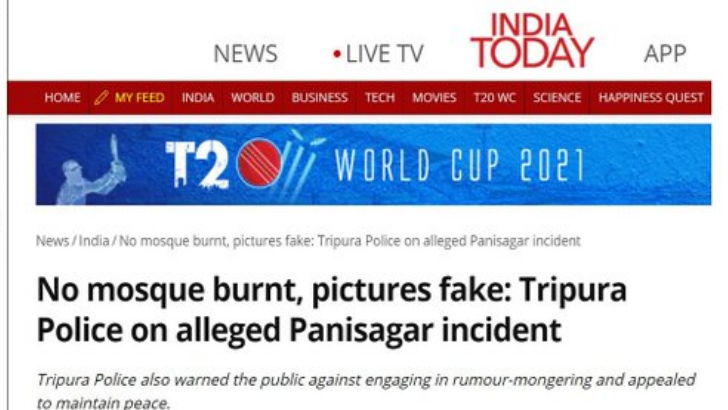 NEWS
• LIVE TV
INDIA
TODAY
APP
HOME
MY FEED
INDIA
WORLD
BUSINESS
TECH
MOVIES
T20 WC
SCIENCE
HAPPINESS QUEST
T20 WORLD CUP 2021
News / India / No mosque burnt, pictures fake: Tripura Police on alleged Panisagar incident
No mosque burnt, pictures fake: Tripura
Police on alleged Panisagar incident
Tripura Police also warned the public against engaging in rumour-mongering and appealed
to maintain peace.